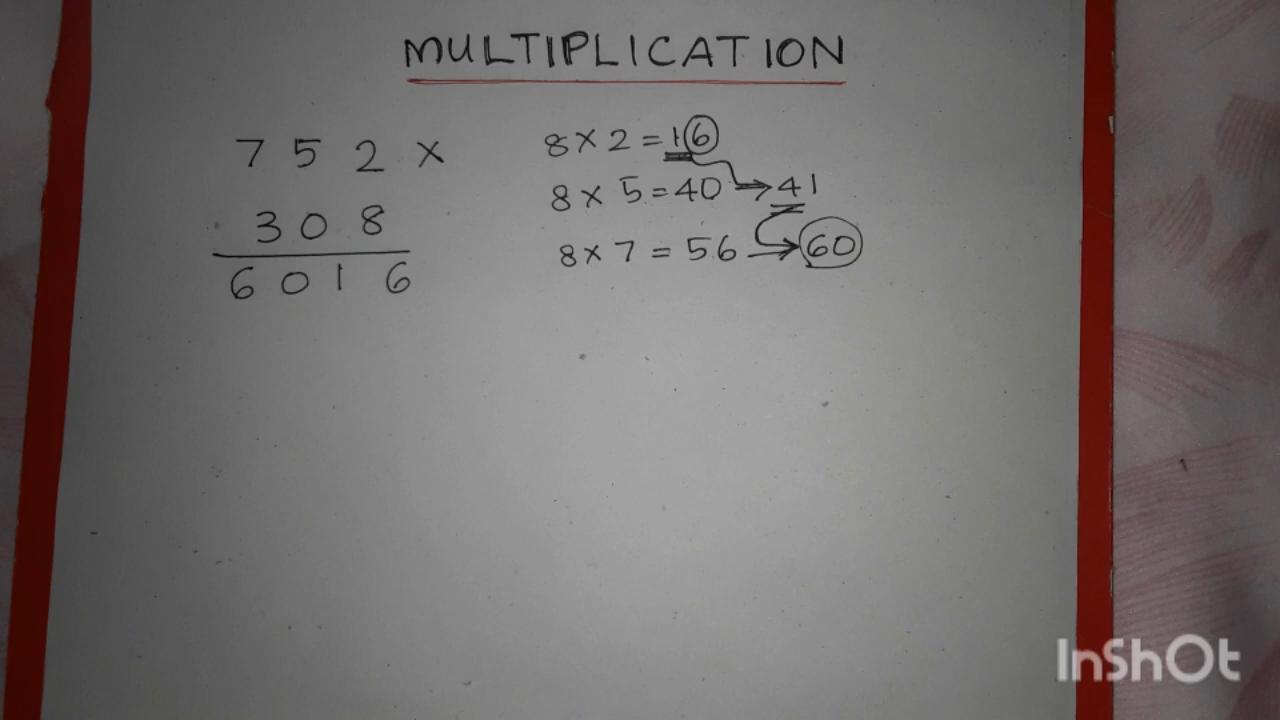 MULTIPLICATION
7 5 2 ×
3 0 8
6 0 1 6
8 × 2 = 16
8 × 5 = 40 → 41
8 × 7 = 56 → 60
InShOt